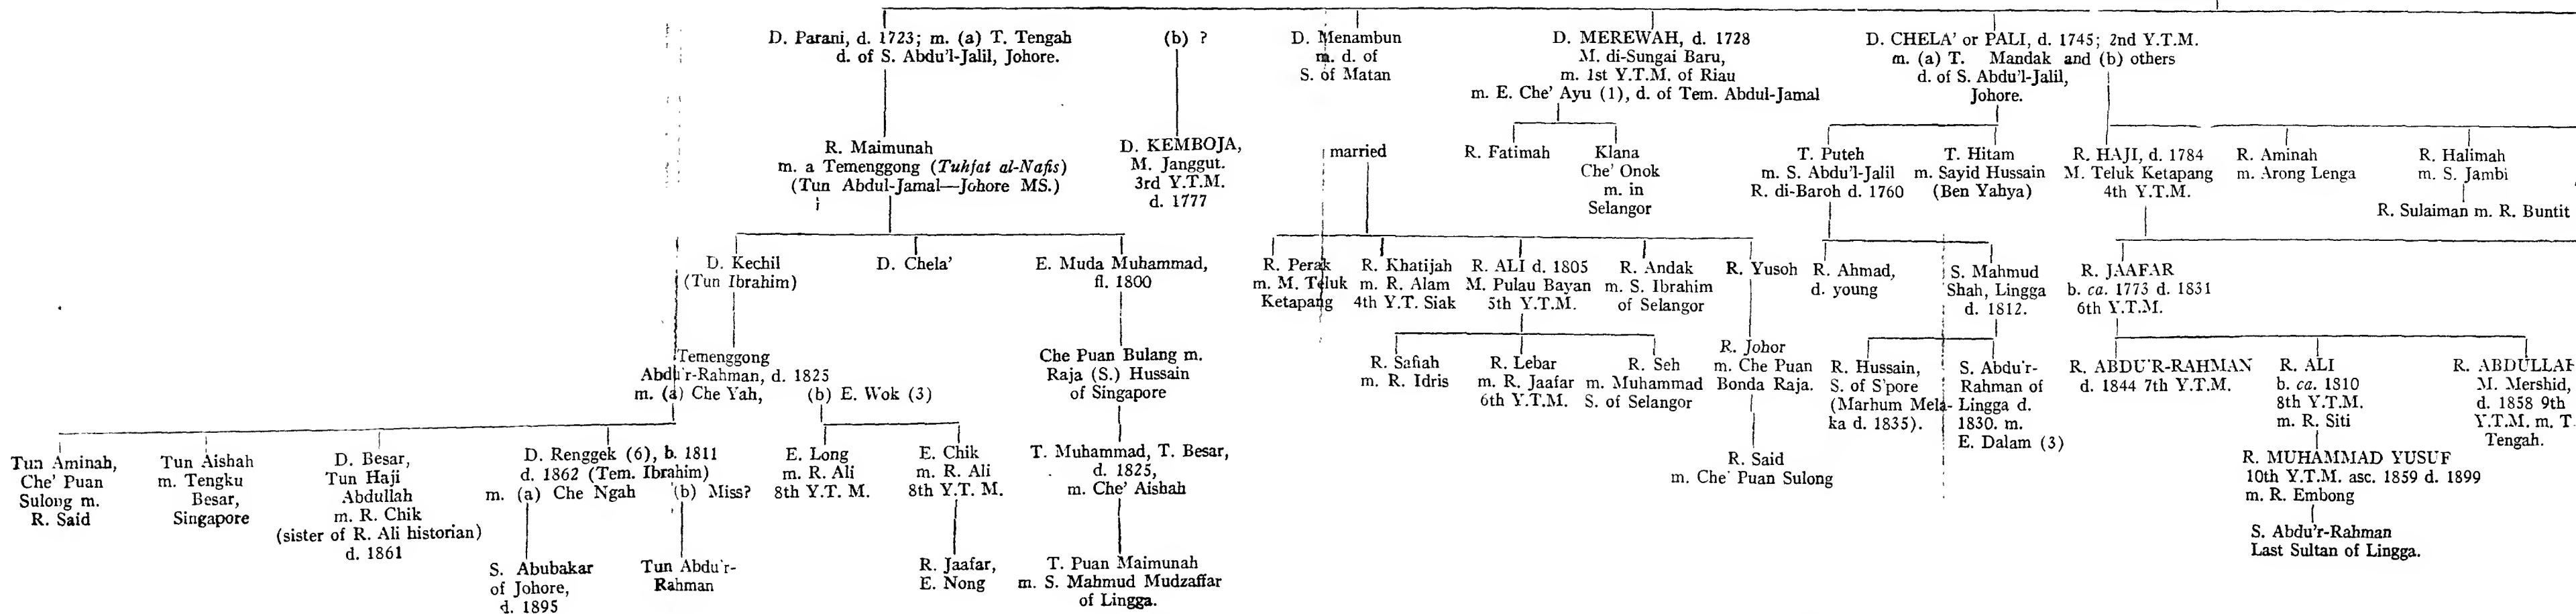 D. Parani, d. 1723; m. (a) T. Tengah
d. of S. Abdu'l-Jalil, Johore.
(b) ?
D. Menambun
m. d. of
S. of Matan
D. MEREWAH, d. 1728
M. di-Sungai Baru,
m. 1st Y.T.M. of Riau
m. E. Che' Ayu (1), d. of Tem. Abdul-Jamal
D. CHELA' or PALI, d. 1745; 2nd Y.T.M.
m. (a) T. Mandak and (b) others
d. of S. Abdu'l-Jalil,
Johore.
R. Maimunah
m. a Temenggong (Tuhfat al-Nafis)
(Tun Abdul-Jamal—Johore MS.)
D. KEMBOJA,
M. Janggut.
3rd Y.T.M.
d. 1777
married
R. Fatimah
Klana
Che' Onok
m. in
Selangor
T. Puteh
m. S. Abdu'l-Jalil
R. di-Baroh d. 1760
T. Hitam
m. Sayid Hussain
(Ben Yahya)
R. HAJI, d. 1784
M. Teluk Ketapang
4th Y.T.M.
R. Aminah
m. Arong Lenga
R. Halimah
m. S. Jambi
R. Sulaiman m. R. Buntit
D. Kechil
(Tun Ibrahim)
D. Chela'
E. Muda Muhammad,
fl. 1800
R. Perak
m. M. Teluk
Ketapang
R. Khatijah
m. R. Alam
4th Y.T. Siak
R. ALI d. 1805
M. Pulau Bayan
5th Y.T.M.
R. Andak
m. S. Ibrahim
of Selangor
R. Yusoh
R. Ahmad,
d. young
S. Mahmud
Shah, Lingga
d. 1812.
R. JAAFAR
b. ca. 1773 d. 1831
6th Y.T.M.
Temenggong
Abdu'r-Rahman, d. 1825
m. (a) Che Yah,
(b) E. Wok (3)
Che Puan Bulang m.
Raja (S.) Hussain
of Singapore
R. Safiah
m. R. Idris
R. Lebar
m. R. Jaafar
6th Y.T.M.
R. Seh
m. Muhammad
S. of Selangor
R. Johor
m. Che Puan
Bonda Raja.
R. Hussain,
S. of S'pore
(Marhum Mela-
ka d. 1835).
S. Abdu'r-
Rahman of
Lingga d.
1830. m.
E. Dalam (3)
R. ABDU'R-RAHMAN
d. 1844 7th Y.T.M.
R. ALI
b. ca. 1810
8th Y.T.M.
m. R. Siti
R. ABDULLAH
M. Mershid,
d. 1858 9th
Y.T.M. m. T.
Tengah.
Tun Aminah,
Che' Puan
Sulong m.
R. Said
Tun Aishah
m. Tengku
Besar,
Singapore
D. Besar,
Tun Haji
Abdullah
m. R. Chik
(sister of R. Ali historian)
d. 1861
D. Renggek (6), b. 1811
d. 1862 (Tem. Ibrahim)
m. (a) Che Ngah (b) Miss?
E. Long
m. R. Ali
8th Y.T. M.
E. Chik
m. R. Ali
8th Y.T. M.
T. Muhammad, T. Besar,
d. 1825,
m. Che' Aishah
R. Said
m. Che' Puan Sulong
R. MUHAMMAD YUSUF
10th Y.T.M. asc. 1859 d. 1899
m. R. Embong
S. Abubakar
of Johore,
d. 1895
Tun Abdu'r-
Rahman
R. Jaafar,
E. Nong
T. Puan Maimunah
m. S. Mahmud Mudzaffar
of Lingga.
S. Abdu'r-Rahman
Last Sultan of Lingga.